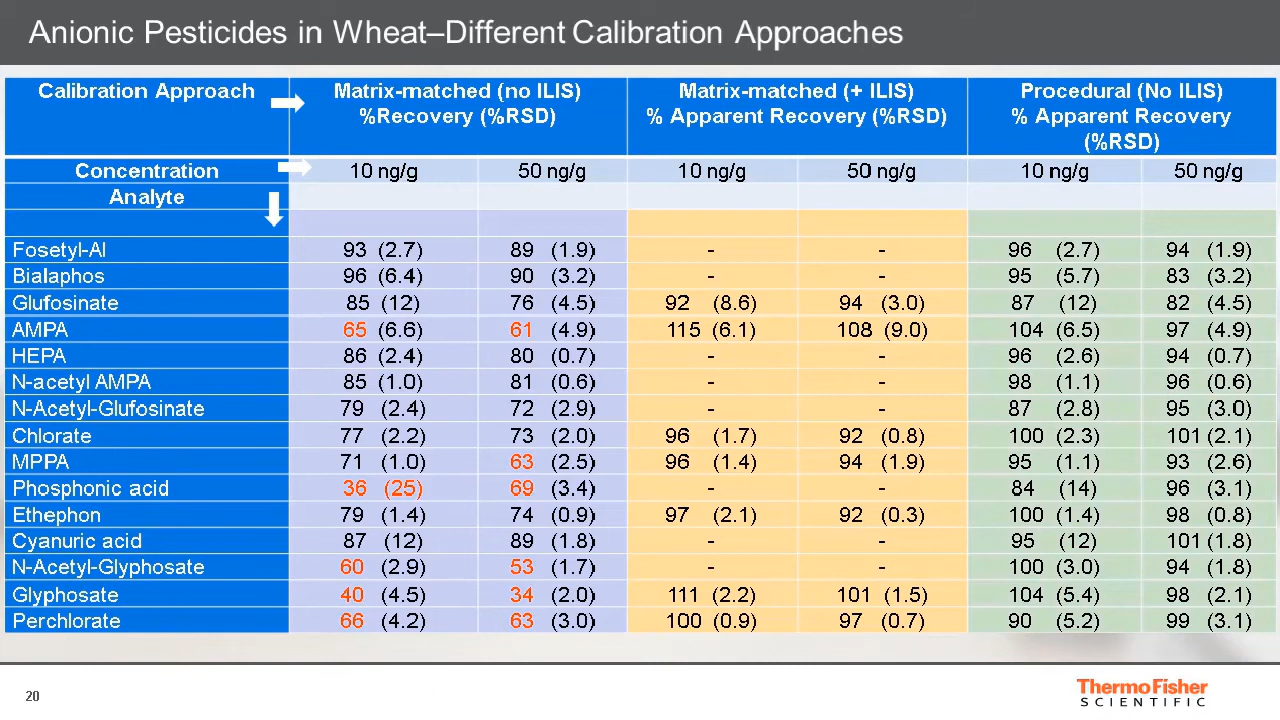 Anionic Pesticides in Wheat–Different Calibration Approaches
Calibration Approach Matrix-matched (no ILIS) Matrix-matched (+ ILIS) Procedural (No ILIS)
%Recovery (%RSD) % Apparent Recovery (%RSD) % Apparent Recovery
(%RSD)
Concentration 10 ng/g 50 ng/g 10 ng/g 50 ng/g 10 ng/g 50 ng/g
Analyte
Fosetyl-Al 93 (2.7) 89 (1.9) - - 96 (2.7) 94 (1.9)
Bialaphos 96 (6.4) 90 (3.2) - - 95 (5.7) 83 (3.2)
Glufosinate 85 (12) 76 (4.5) 92 (8.6) 94 (3.0) 87 (12) 82 (4.5)
AMPA 65 (6.6) 61 (4.9) 115 (6.1) 108 (9.0) 104 (6.5) 97 (4.9)
HEPA 86 (2.4) 80 (0.7) - - 96 (2.6) 94 (0.7)
N-acetyl AMPA 85 (1.0) 81 (0.6) - - 98 (1.1) 96 (0.6)
N-Acetyl-Glufosinate 79 (2.4) 72 (2.9) - - 87 (2.8) 95 (3.0)
Chlorate 77 (2.2) 73 (2.0) 96 (1.7) 92 (0.8) 100 (2.3) 101 (2.1)
MPPA 71 (1.0) 63 (2.5) 96 (1.4) 94 (1.9) 95 (1.1) 93 (2.6)
Phosphonic acid 36 (25) 69 (3.4) - - 84 (14) 96 (3.1)
Ethephon 79 (1.4) 74 (0.9) 97 (2.1) 92 (0.3) 100 (1.4) 98 (0.8)
Cyanuric acid 87 (12) 89 (1.8) - - 95 (12) 101 (1.8)
N-Acetyl-Glyphosate 60 (2.9) 53 (1.7) - - 100 (3.0) 94 (1.8)
Glyphosate 40 (4.5) 34 (2.0) 111 (2.2) 101 (1.5) 104 (5.4) 98 (2.1)
Perchlorate 66 (4.2) 63 (3.0) 100 (0.9) 97 (0.7) 90 (5.2) 99 (3.1)
20
ThermoFisher
SCIENTIFIC